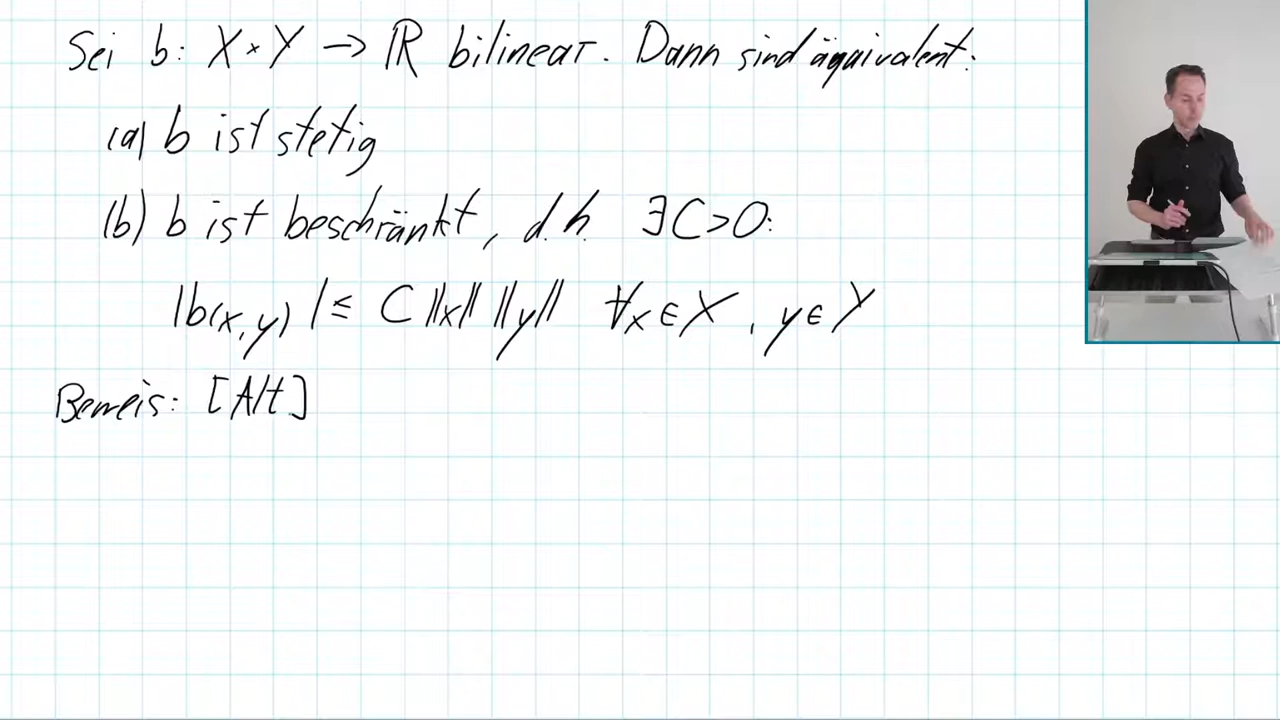 Sei b: X × Y → ℝ bilinear. Dann sind äquivalent:
(a) b ist stetig
(b) b ist beschränkt, d.h. ∃C>0:
|b(x,y)| ≤ C ‖x‖ ‖y‖ ∀x∈X, y∈Y
Beweis: [Alt]